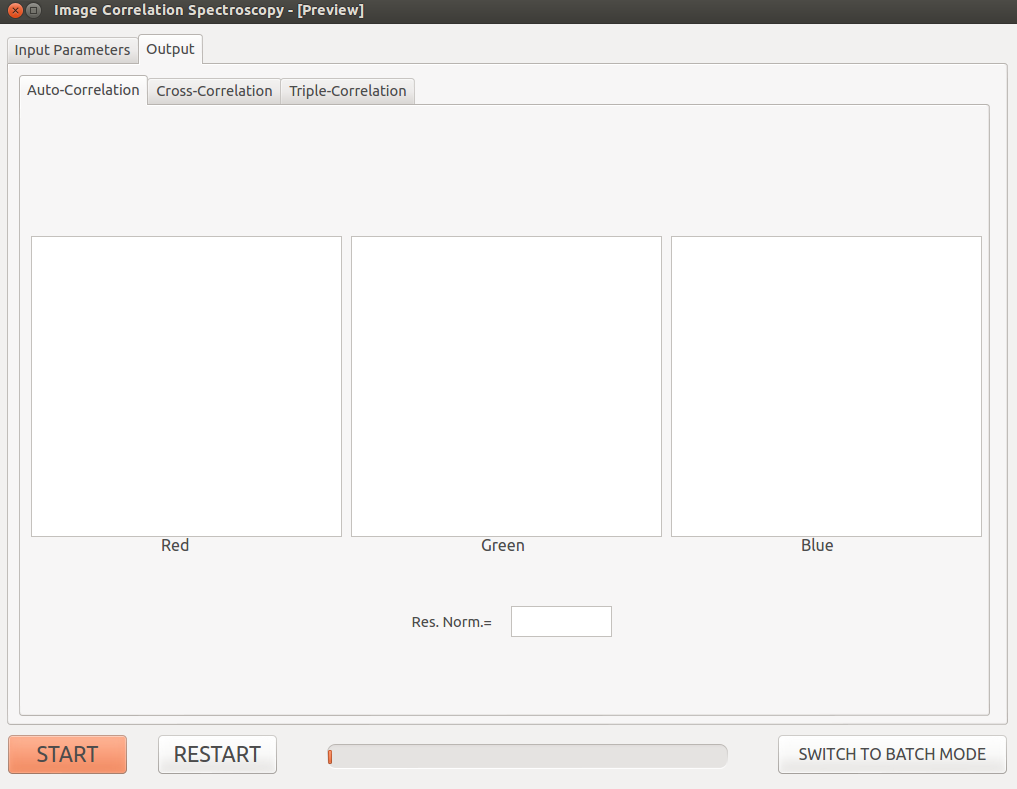 Image Correlation Spectroscopy - [Preview]
Input Parameters Output
Auto-Correlation Cross-Correlation Triple-Correlation
Red Green Blue
Res. Norm.=
START RESTART SWITCH TO BATCH MODE